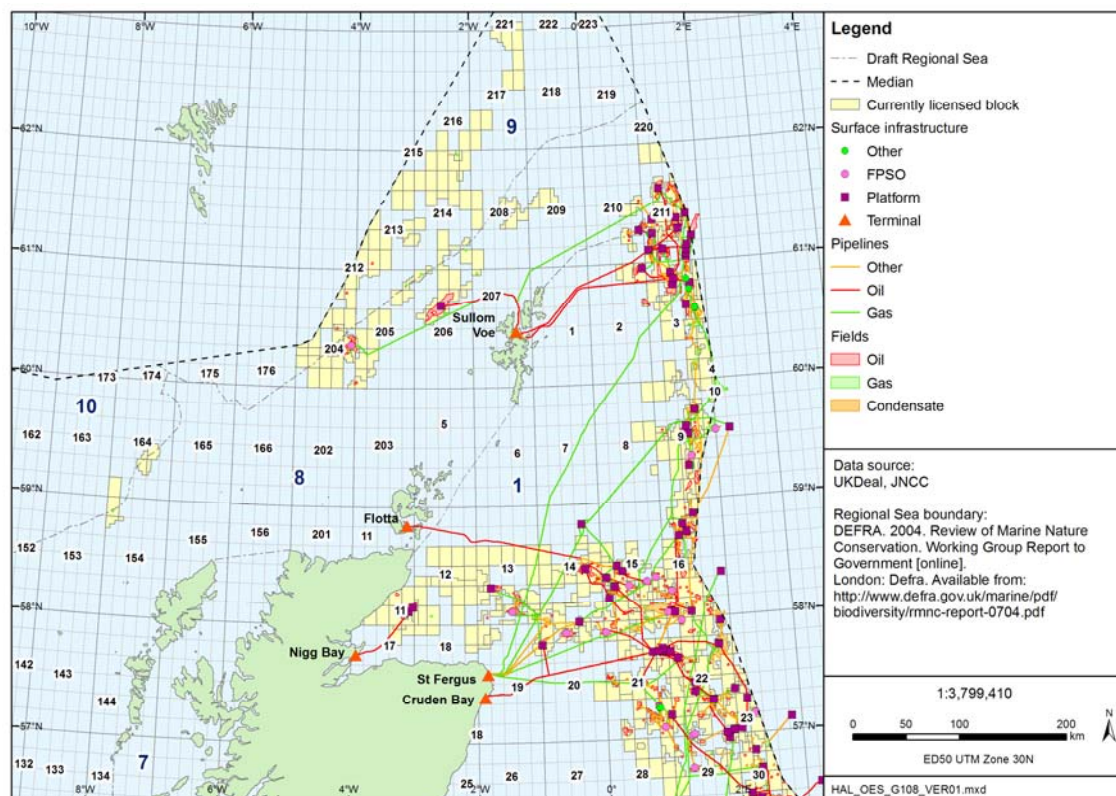 10°W 8°W 6°W 4°W 2°W 0°E 2°E 4°E
221 222 223
217 218 219
9
62°N 216 220 62°N
215
214 208 209 210 211
213
61°N 212 61°N
207
Sullom
Voe
205 206 1 2 3
204
60°N 173 174 175 176 4 60°N
10
10 5
162 163 164 165 166 202 203 6 7 8 9
8 1
59°N 59°N
Flotta
152 153 154 155 156 201 11
12 13 14 15 16
58°N 11 58°N
17 18
Nigg Bay
142 143 144
St Fergus
Cruden Bay
19 20 21 22
23
57°N 18 57°N
7
132 133 134 25 26 27 28 29 30
6°W 4°W 2°W 0°E 2°E
Legend
Draft Regional Sea
Median
Currently licensed block
Surface infrastructure
Other
FPSO
Platform
Terminal
Pipelines
Other
Oil
Gas
Fields
Oil
Gas
Condensate
Data source:
UKDeal, JNCC
Regional Sea boundary:
DEFRA. 2004. Review of Marine Nature
Conservation. Working Group Report to
Government [online].
London: Defra. Available from:
http://www.defra.gov.uk/marine/pdf/
biodiversity/rmnc-report-0704.pdf
1:3,799,410
N
0 50 100 200
km
ED50 UTM Zone 30N
HAL_OES_G108_VER01.mxd